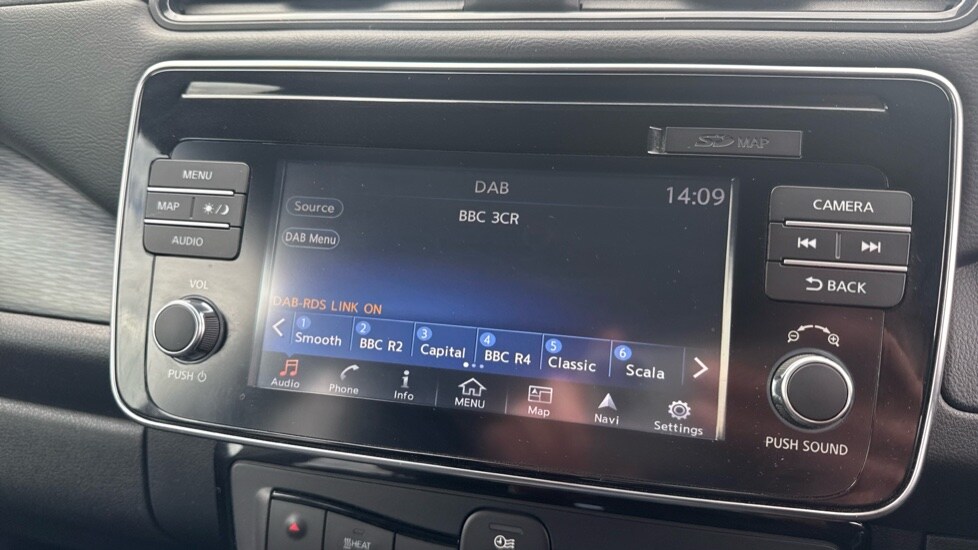 SD MAP
MENU
MAP
AUDIO
VOL
PUSH
DAB
14:09
Source
BBC 3CR
DAB Menu
DAB-RDS LINK ON
1 Smooth 2 BBC R2 3 Capital 4 BBC R4 5 Classic 6 Scala
Audio Phone Info MENU Map Navi Settings
CAMERA
BACK
PUSH SOUND
HEAT